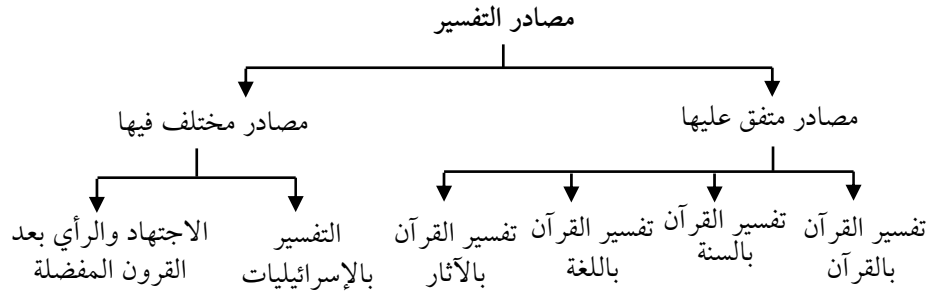 مصادر التفسير
مصادر متفق عليها
مصادر مختلف فيها
تفسير القرآن
بالقرآن
تفسير القرآن
بالسنة
تفسير القرآن
باللغة
تفسير القرآن
بالآثار
التفسير
بالإسرائيليات
الاجتهاد والرأي بعد
القرون المفضلة